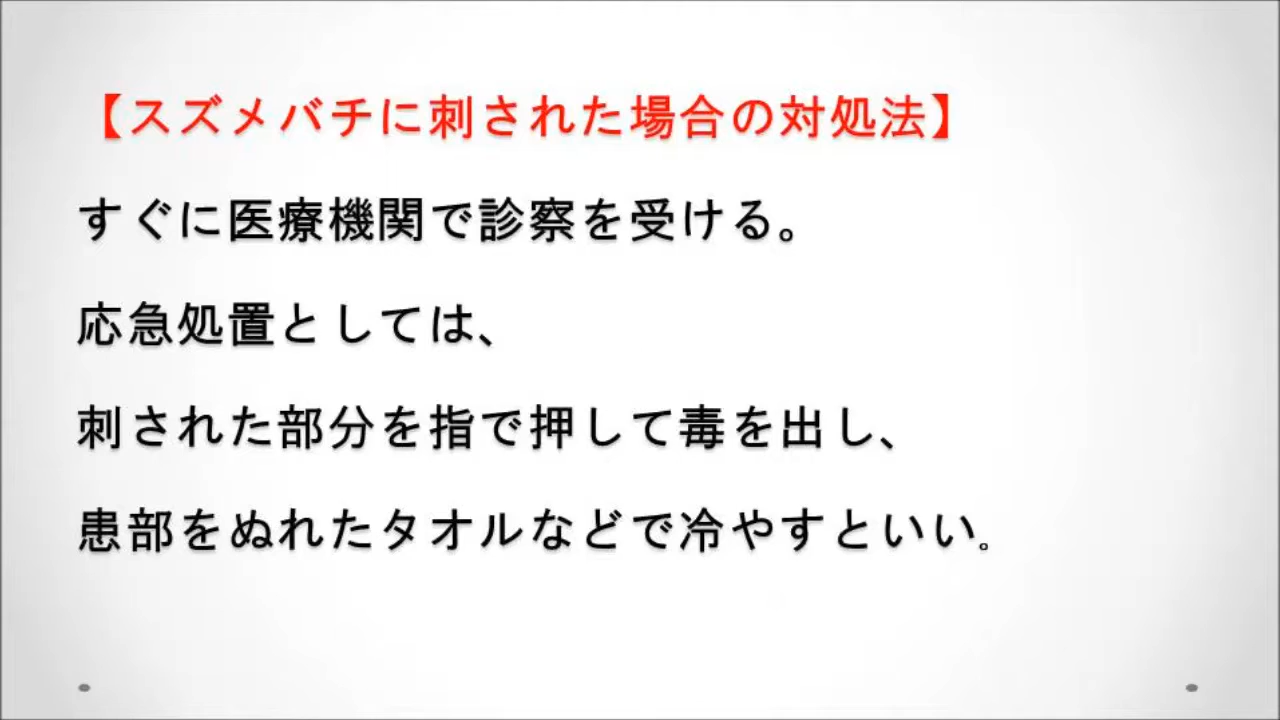 【スズメバチに刺された場合の対処法】
すぐに医療機関で診察を受ける。
応急処置としては、
刺された部分を指で押して毒を出し、
患部をぬれたタオルなどで冷やすといい。